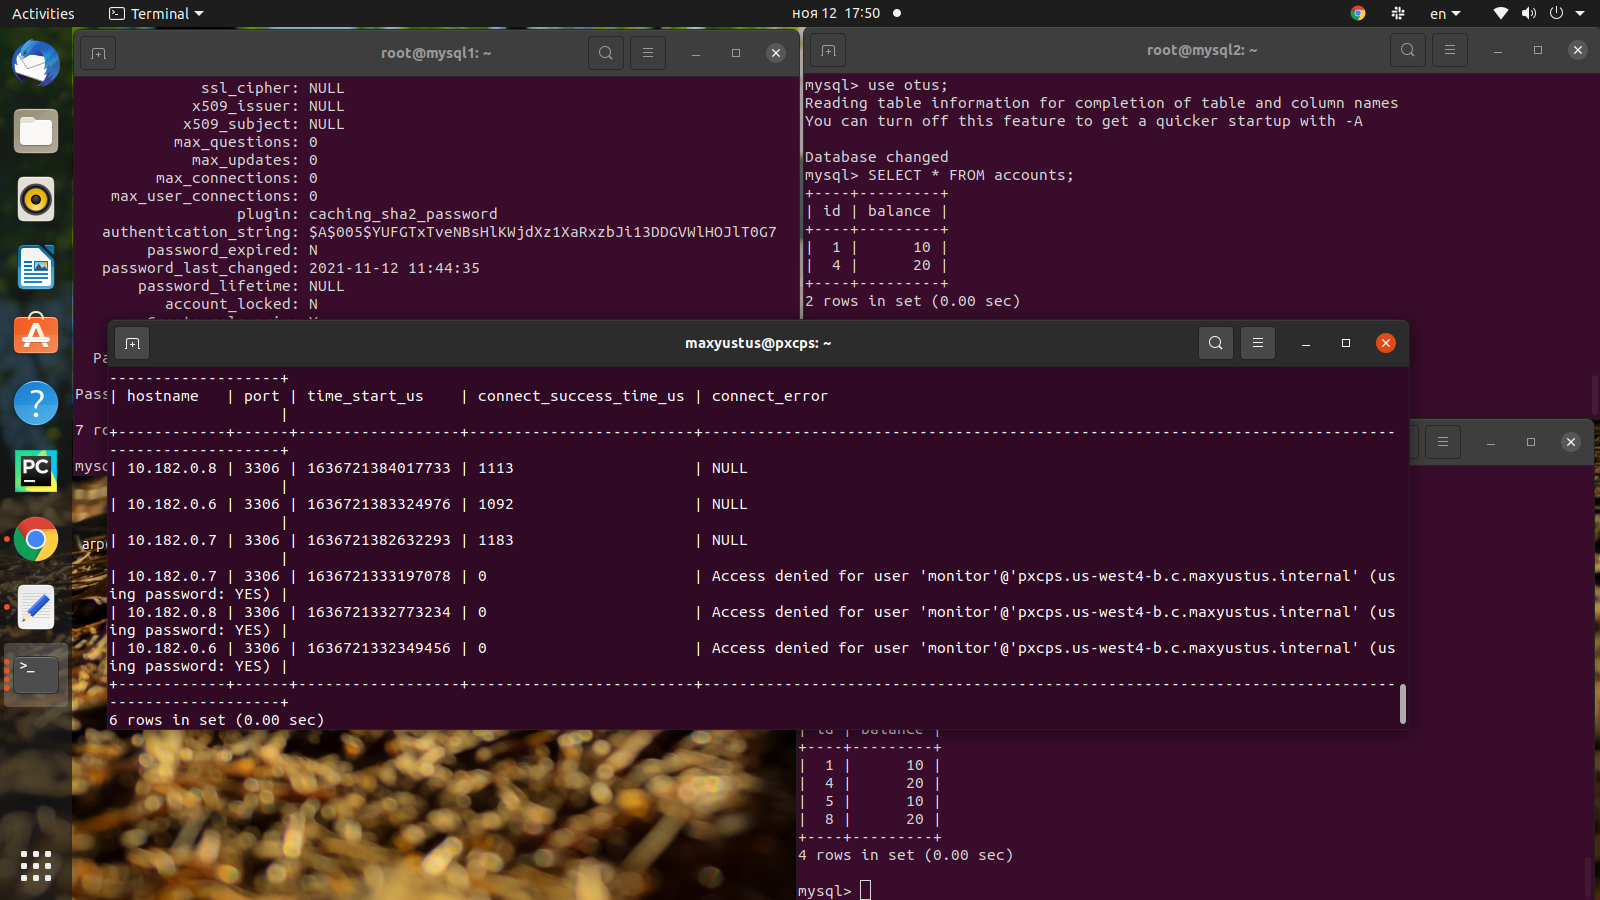 Activities
Terminal
ноя 12 17:50
en
root@mysql1: ~
ssl_cipher: NULL
x509_issuer: NULL
x509_subject: NULL
max_questions: 0
max_updates: 0
max_connections: 0
max_user_connections: 0
plugin: caching_sha2_password
authentication_string: $A$005$YUFGTxTveNBsHlKWjdXz1XaRxzbJi13DDGVWlHOJlT0G7
password_expired: N
password_last_changed: 2021-11-12 11:44:35
password_lifetime: NULL
account_locked: N
Pa
Pass
7 ro
mysq
root@mysql2: ~
mysql> use otus;
Reading table information for completion of table and column names
You can turn off this feature to get a quicker startup with -A
Database changed
mysql> SELECT * FROM accounts;
+----+---------+
| id | balance |
+----+---------+
|  1 |      10 |
|  4 |      20 |
+----+---------+
2 rows in set (0.00 sec)
maxyustus@pxcps: ~
-------------------+
| hostname   | port | time_start_us    | connect_success_time_us | connect_error
                   |
+------------+------+------------------+-------------------------+-----------------------------------------------------------------------------
-------------------+
| 10.182.0.8 | 3306 | 1636721384017733 | 1113                    | NULL
                   |
| 10.182.0.6 | 3306 | 1636721383324976 | 1092                    | NULL
                   |
| 10.182.0.7 | 3306 | 1636721382632293 | 1183                    | NULL
                   |
| 10.182.0.7 | 3306 | 1636721333197078 | 0                       | Access denied for user 'monitor'@'pxcps.us-west4-b.c.maxyustus.internal' (us
ing password: YES) |
| 10.182.0.8 | 3306 | 1636721332773234 | 0                       | Access denied for user 'monitor'@'pxcps.us-west4-b.c.maxyustus.internal' (us
ing password: YES) |
| 10.182.0.6 | 3306 | 1636721332349456 | 0                       | Access denied for user 'monitor'@'pxcps.us-west4-b.c.maxyustus.internal' (us
ing password: YES) |
+------------+------+------------------+-------------------------+-----------------------------------------------------------------------------
-------------------+
6 rows in set (0.00 sec)
| id | balance |
+----+---------+
|  1 |      10 |
|  4 |      20 |
|  5 |      10 |
|  8 |      20 |
+----+---------+
4 rows in set (0.00 sec)
mysql>
PC